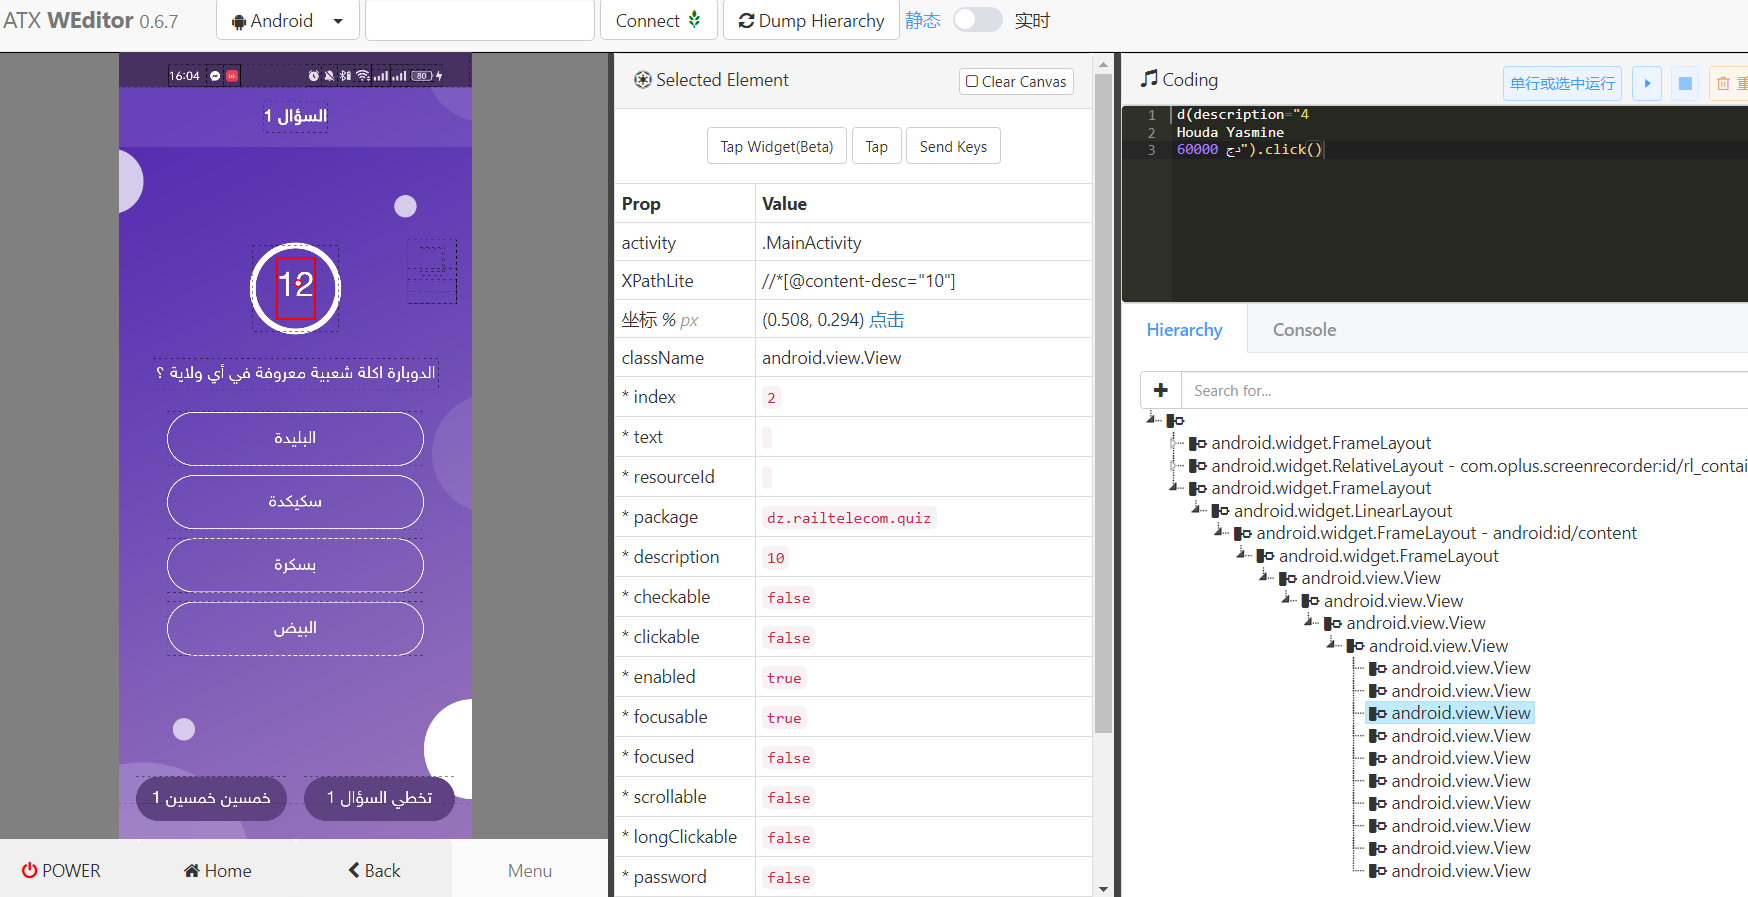 ATX WEditor 0.6.7
Android
Connect
Dump Hierarchy
静态
实时
16:04
80
السؤال 1
12
الدوبارة اكلة شعبية معروفة في أي ولاية ؟
البليدة
سكيكدة
بسكرة
البيض
خمسين خمسين 1
تخطي السؤال 1
POWER
Home
Back
Menu
Selected Element
Clear Canvas
Tap Widget(Beta)
Tap
Send Keys
Prop Value
activity .MainActivity
XPathLite //*[@content-desc="10"]
坐标 % px (0.508, 0.294) 点击
className android.view.View
* index 2
* text
* resourceId
* package dz.railtelecom.quiz
* description 10
* checkable false
* clickable false
* enabled true
* focusable true
* focused false
* scrollable false
* longClickable false
* password false
Coding
单行或选中运行
重
1 d(description="4
2 Houda Yasmine
3 60000 دج").click()
Hierarchy
Console
Search for...
android.widget.FrameLayout
android.widget.RelativeLayout - com.oplus.screenrecorder:id/rl_contai
android.widget.FrameLayout
android.widget.LinearLayout
android.widget.FrameLayout - android:id/content
android.widget.FrameLayout
android.view.View
android.view.View
android.view.View
android.view.View
android.view.View
android.view.View
android.view.View
android.view.View
android.view.View
android.view.View
android.view.View
android.view.View
android.view.View
android.view.View